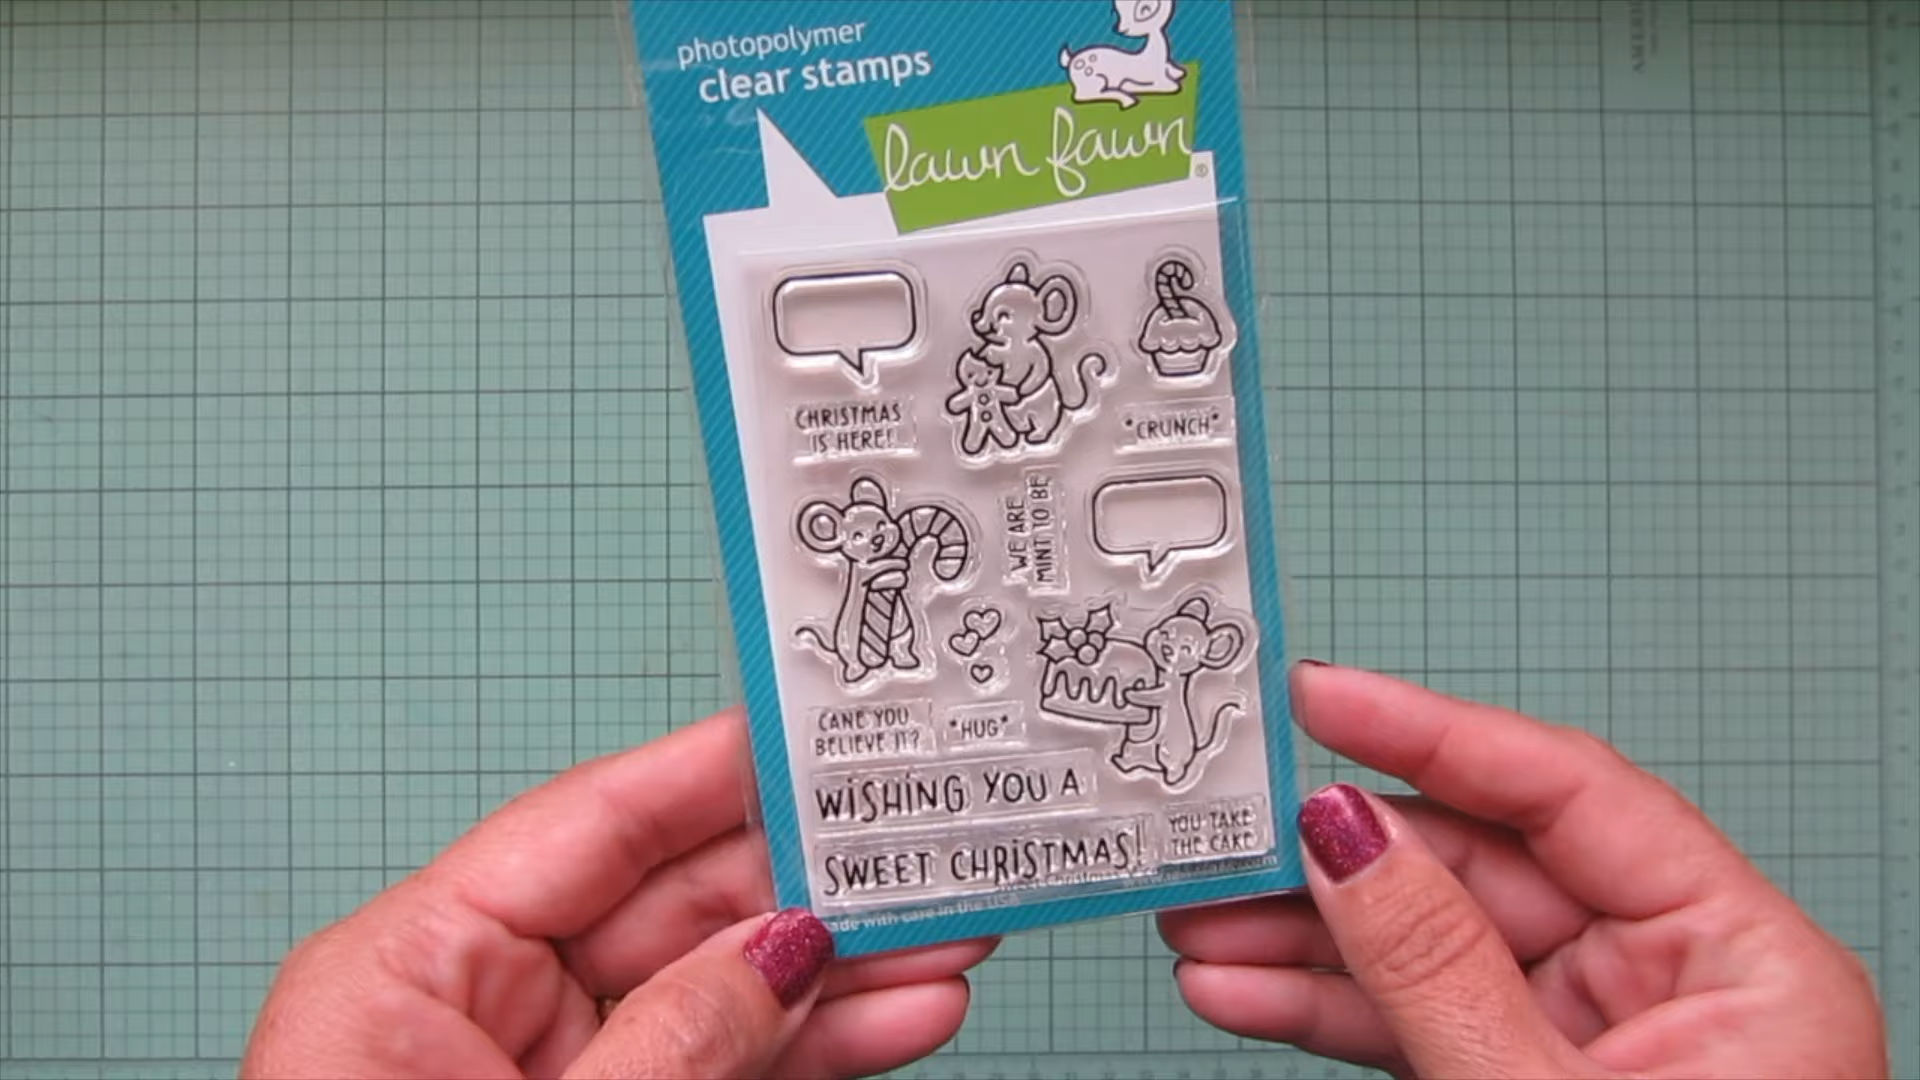 photopolymer
clear stamps
lawn fawn
®
CHRISTMAS
IS HERE!
*CRUNCH*
WE ARE
MINT TO BE
CANE YOU
BELIEVE IT?
*HUG*
WISHING YOU A
SWEET CHRISTMAS!
YOU TAKE
THE CAKE
made with care in the USA